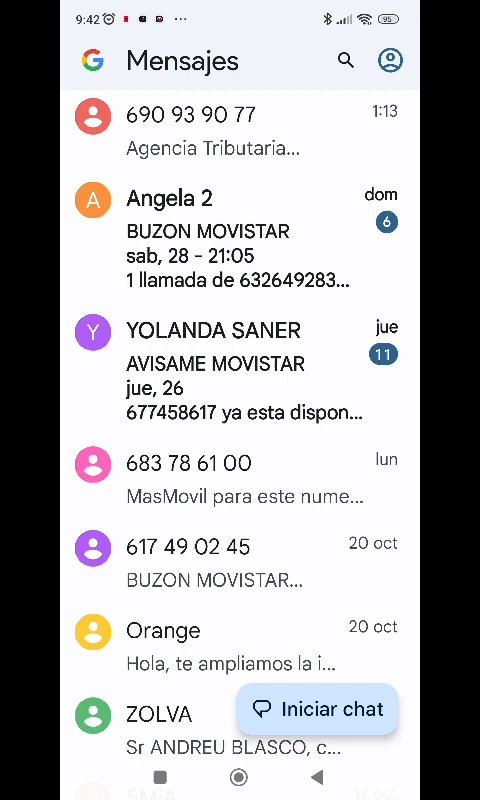 9:42
95
Mensajes
690 93 90 77
1:13
Agencia Tributaria...
A
Angela 2
dom
BUZON MOVISTAR
6
sab, 28 - 21:05
1 llamada de 632649283...
Y
YOLANDA SANER
jue
AVISAME MOVISTAR
11
jue, 26
677458617 ya esta dispon...
683 78 61 00
lun
MasMovil para este nume...
617 49 02 45
20 oct
BUZON MOVISTAR...
Orange
20 oct
Hola, te ampliamos la i...
ZOLVA
Iniciar chat
Sr ANDREU BLASCO, c...
SMiA
17 oct